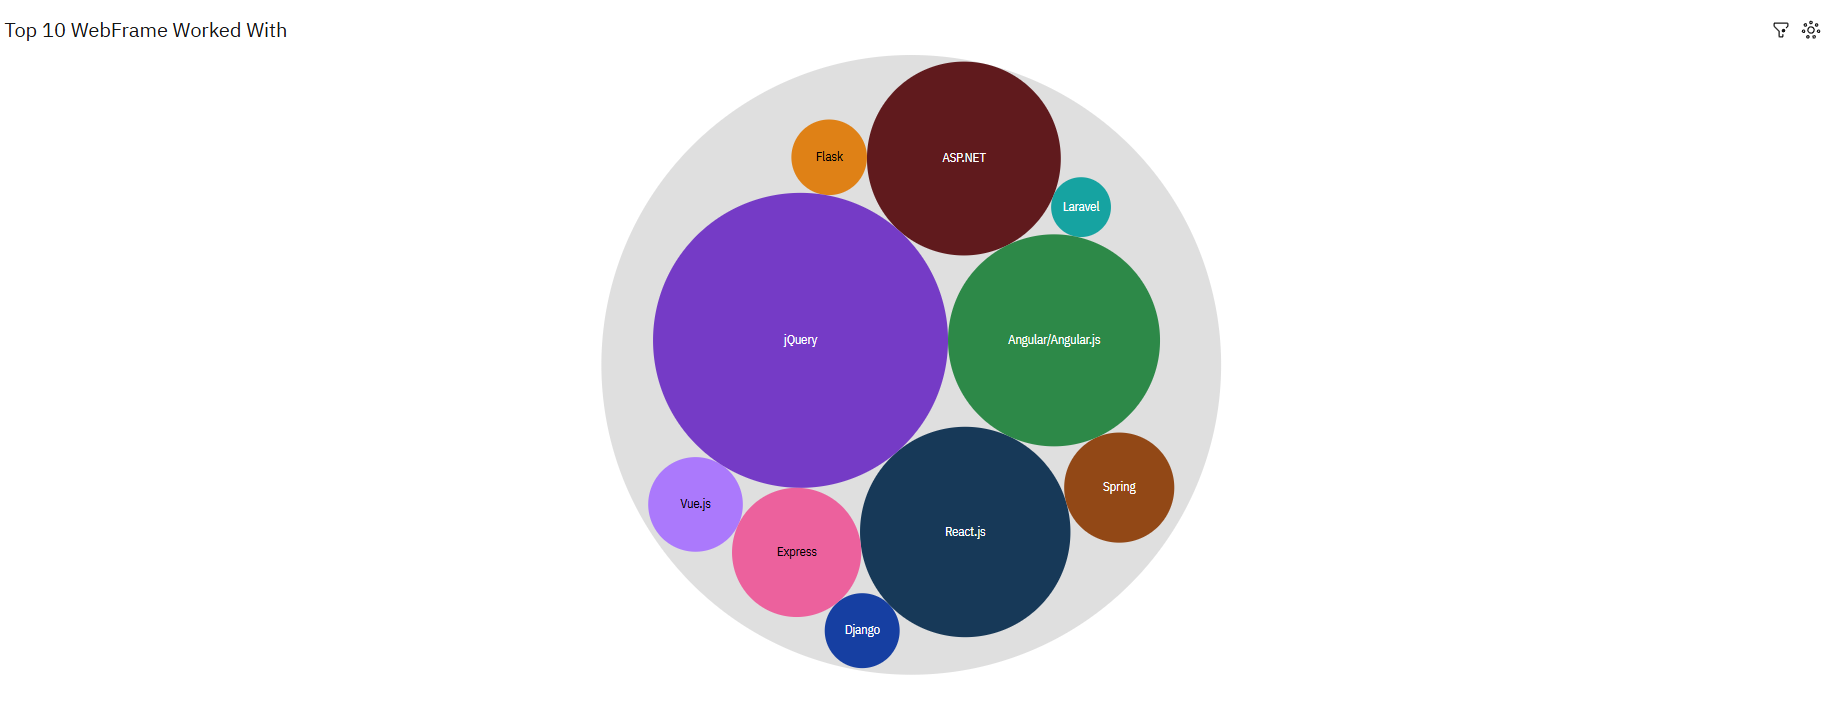 Top 10 WebFrame Worked With
Flask
ASP.NET
Laravel
jQuery
Angular/Angular.js
Spring
Vue.js
React.js
Express
Django